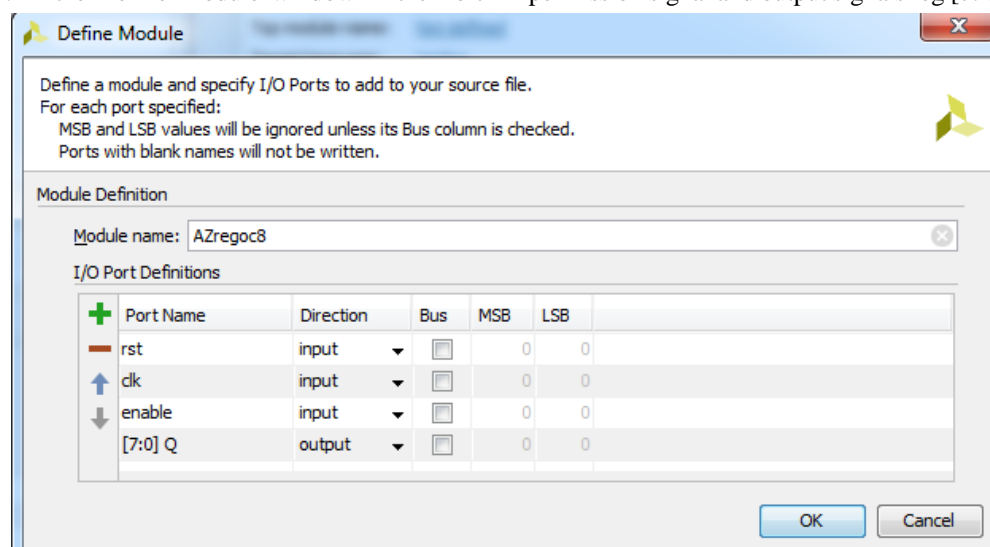 Define Module
Define a module and specify I/O Ports to add to your source file.
For each port specified:
MSB and LSB values will be ignored unless its Bus column is checked.
Ports with blank names will not be written.
Module Definition
Module name: AZregoc8
I/O Port Definitions
Port Name Direction Bus MSB LSB
rst input 0 0
clk input 0 0
enable input 0 0
[7:0] Q output 0 0
OK Cancel